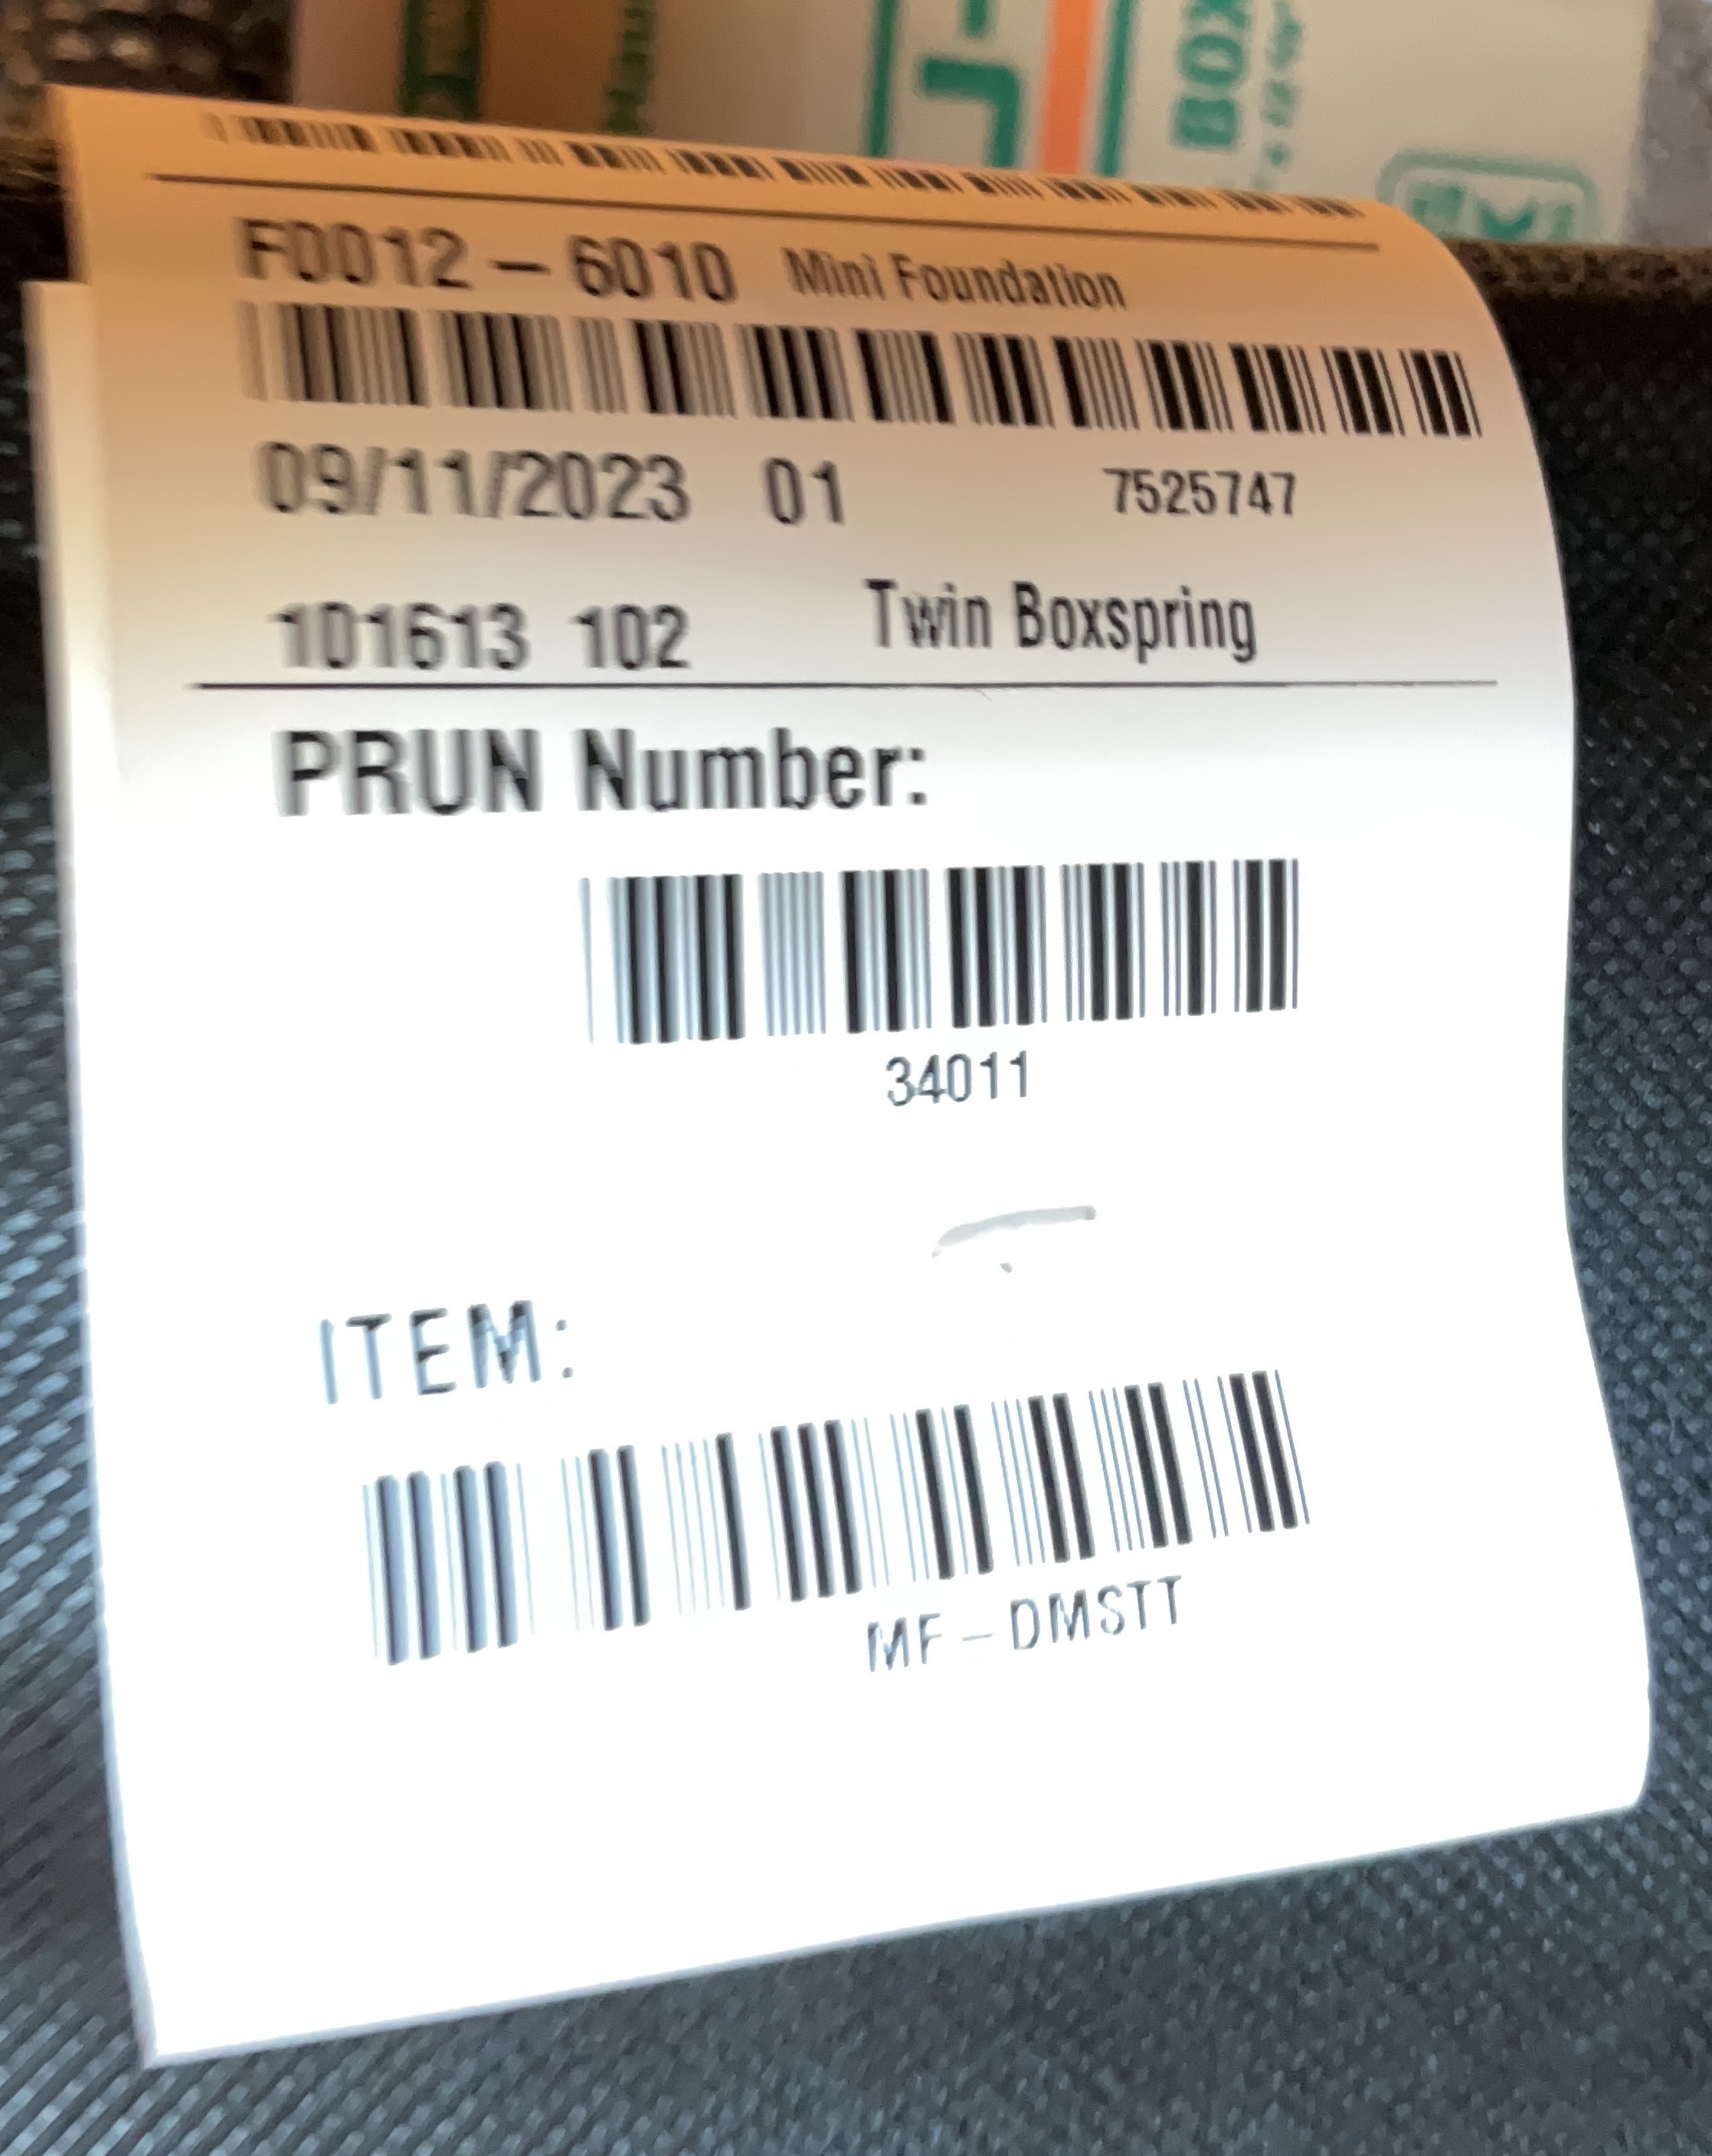 BOX
F0012-6010 Mini Foundation
09/11/2023 01 7525747
101613 102 Twin Boxspring
PRUN Number:
34011
ITEM:
MF-DMSTT